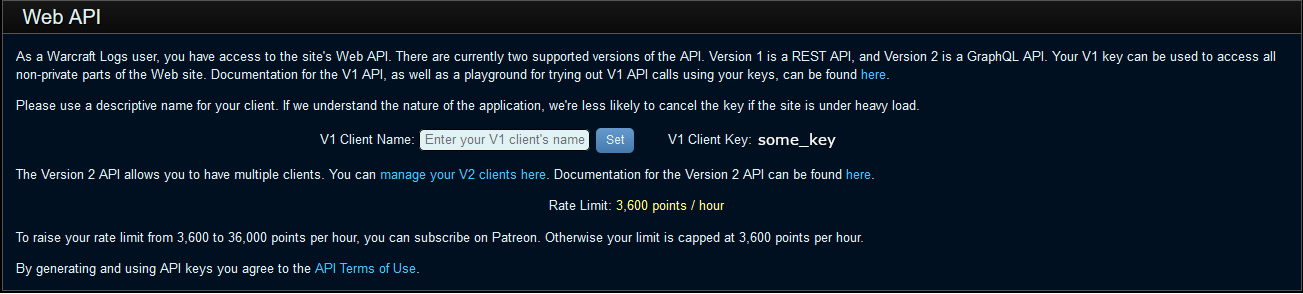 Web API
As a Warcraft Logs user, you have access to the site's Web API. There are currently two supported versions of the API. Version 1 is a REST API, and Version 2 is a GraphQL API. Your V1 key can be used to access all
non-private parts of the Web site. Documentation for the V1 API, as well as a playground for trying out V1 API calls using your keys, can be found here.
Please use a descriptive name for your client. If we understand the nature of the application, we're less likely to cancel the key if the site is under heavy load.
V1 Client Name: Enter your V1 client's name Set V1 Client Key: some_key
The Version 2 API allows you to have multiple clients. You can manage your V2 clients here. Documentation for the Version 2 API can be found here.
Rate Limit: 3,600 points / hour
To raise your rate limit from 3,600 to 36,000 points per hour, you can subscribe on Patreon. Otherwise your limit is capped at 3,600 points per hour.
By generating and using API keys you agree to the API Terms of Use.